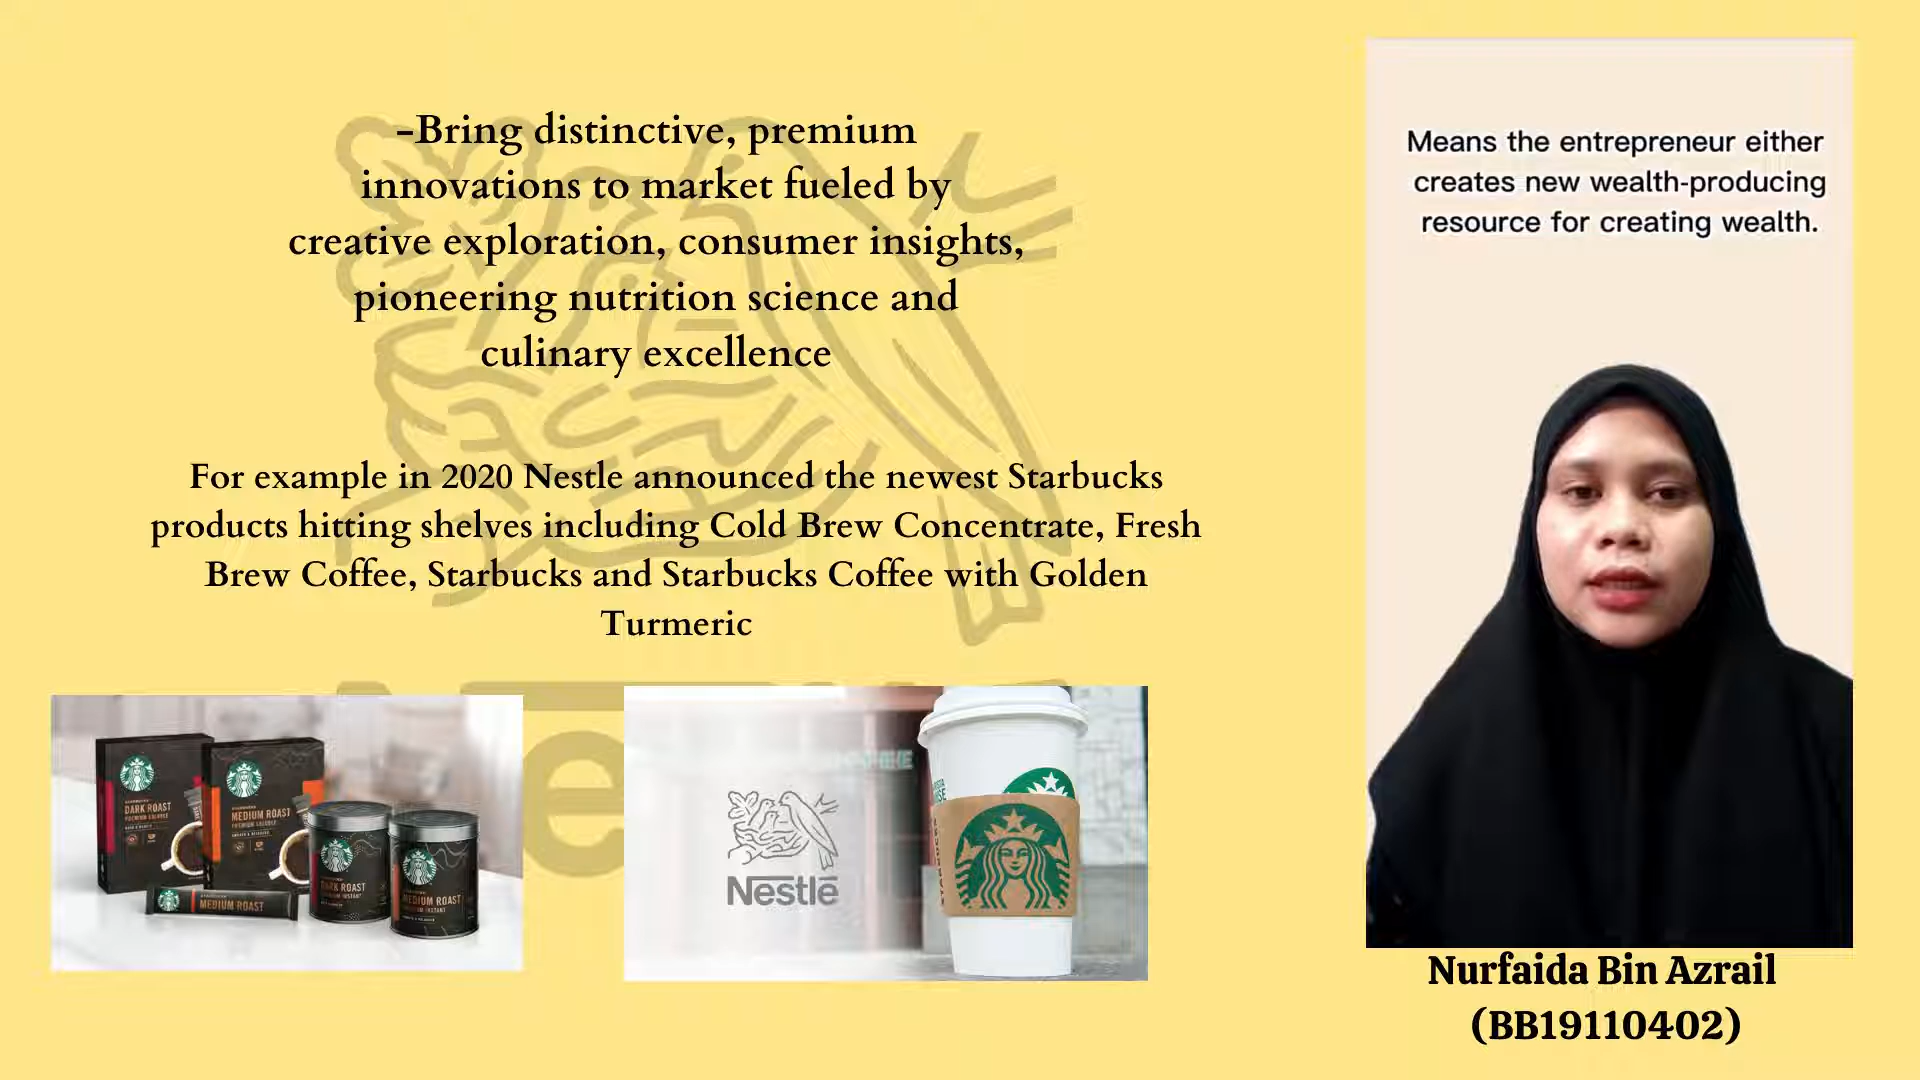 -Bring distinctive, premium
innovations to market fueled by
creative exploration, consumer insights,
pioneering nutrition science and
culinary excellence
For example in 2020 Nestle announced the newest Starbucks
products hitting shelves including Cold Brew Concentrate, Fresh
Brew Coffee, Starbucks and Starbucks Coffee with Golden
Turmeric
DARK ROAST
MEDIUM ROAST
DARK ROAST
MEDIUM ROAST
MEDIUM ROAST
Nestlé
Means the entrepreneur either
creates new wealth-producing
resource for creating wealth.
Nurfaida Bin Azrail
(BB19110402)